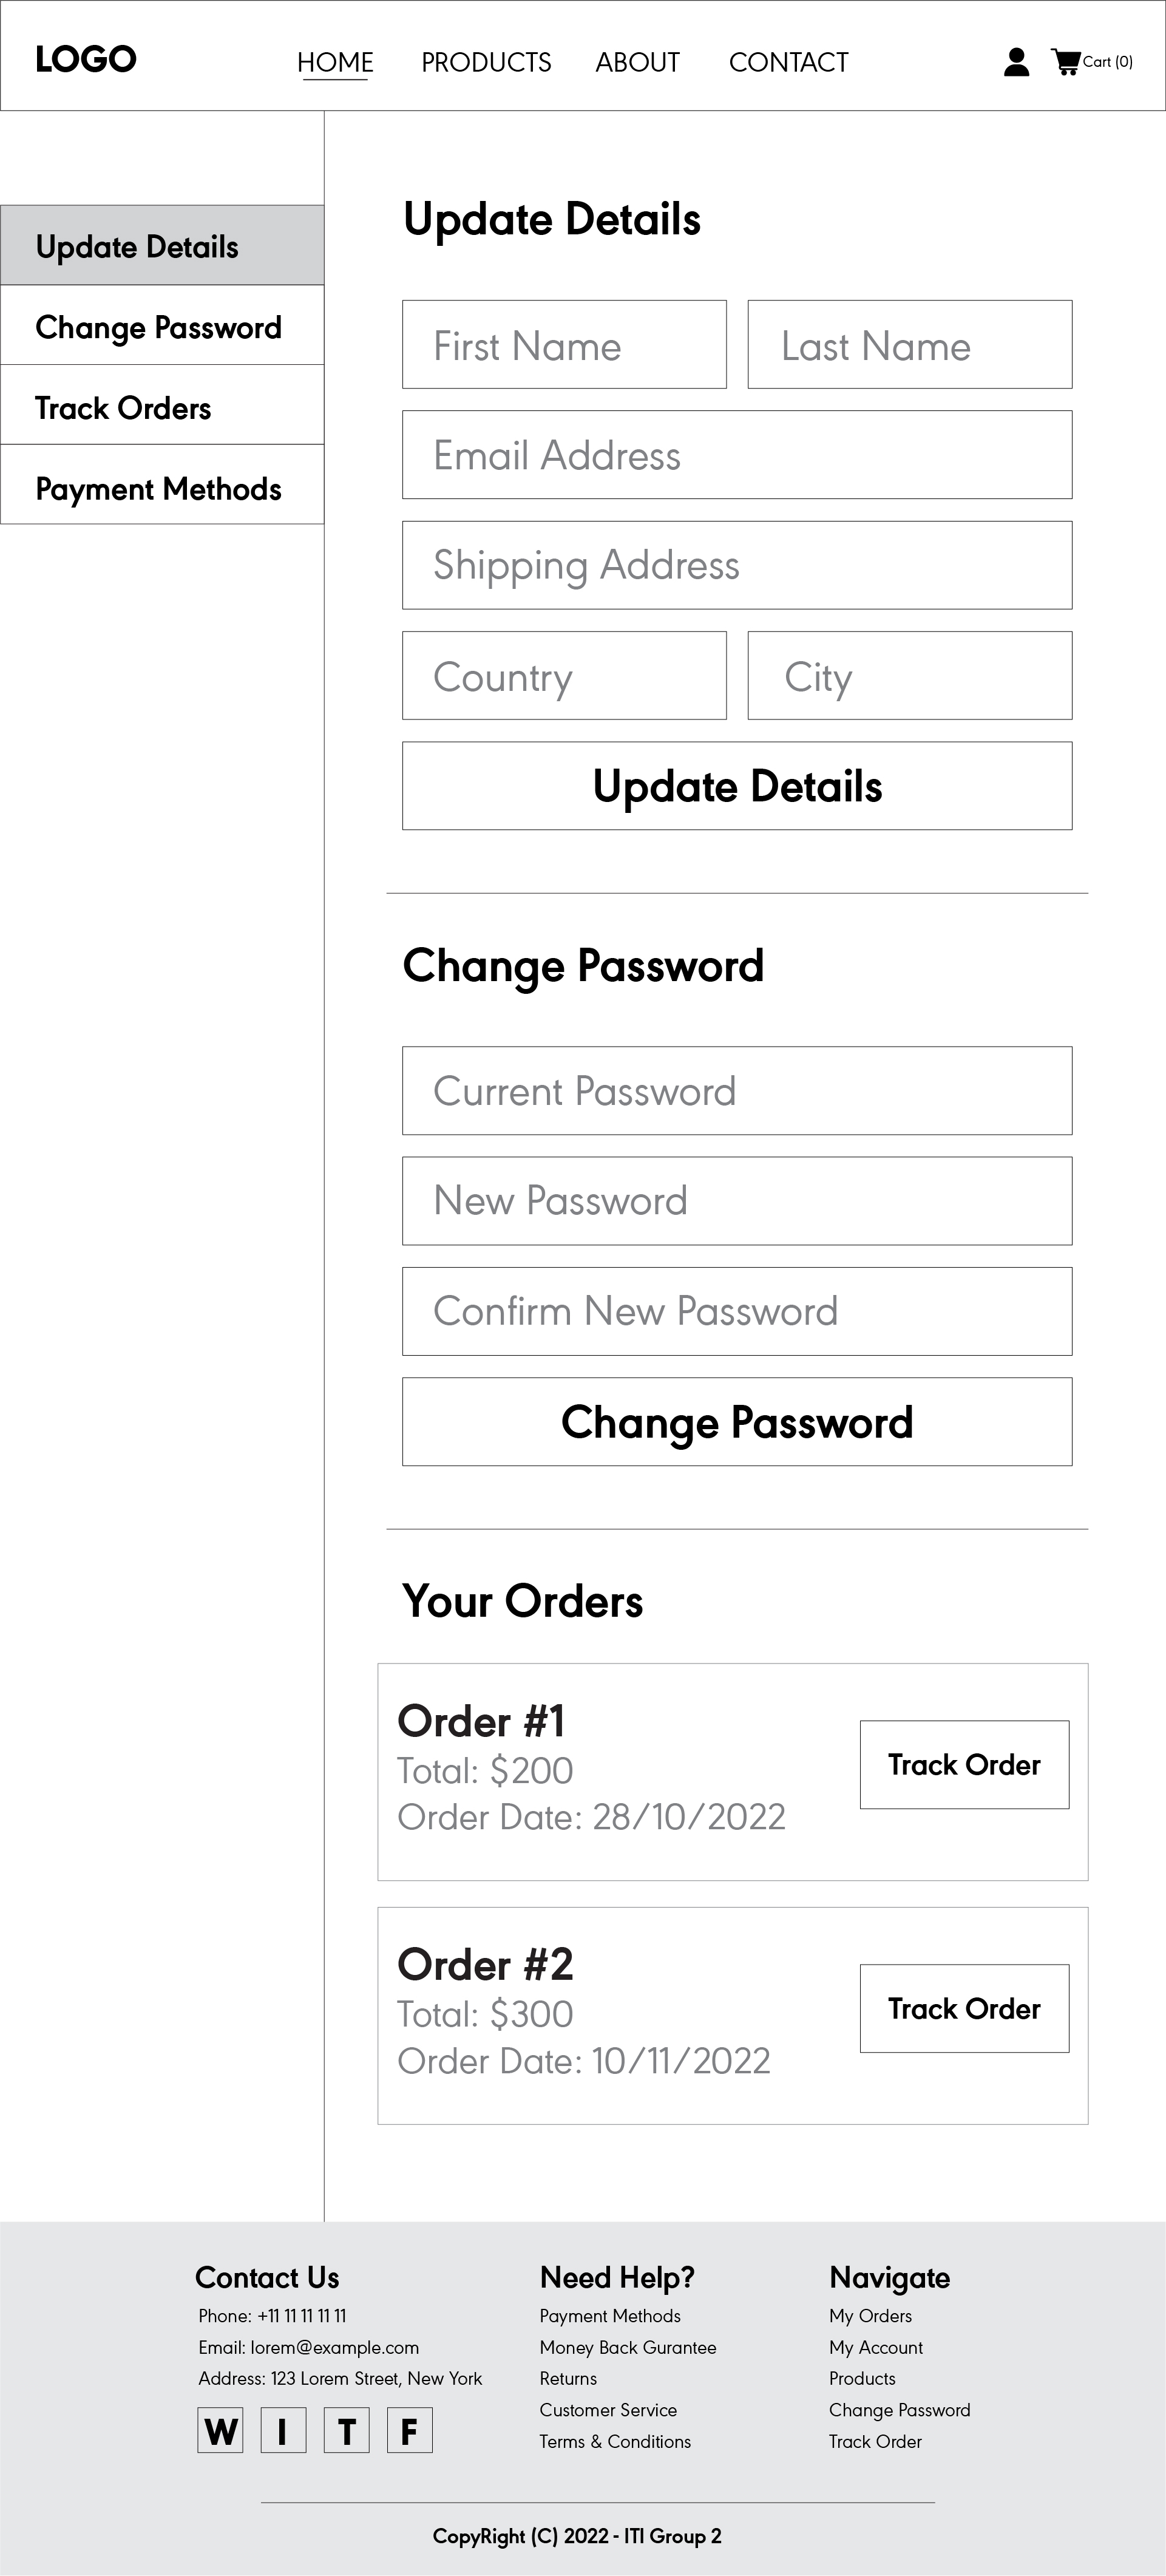 LOGO
HOME PRODUCTS ABOUT CONTACT Cart (0)
Update Details
Change Password
Track Orders
Payment Methods
Update Details
First Name Last Name
Email Address
Shipping Address
Country City
Update Details
Change Password
Current Password
New Password
Confirm New Password
Change Password
Your Orders
Order #1
Total: $200
Order Date: 28/10/2022
Track Order
Order #2
Total: $300
Order Date: 10/11/2022
Track Order
Contact Us
Phone: +11 11 11 11 11
Email: lorem@example.com
Address: 123 Lorem Street, New York
W I T F
Need Help?
Payment Methods
Money Back Gurantee
Returns
Customer Service
Terms & Conditions
Navigate
My Orders
My Account
Products
Change Password
Track Order
CopyRight (C) 2022 - ITI Group 2